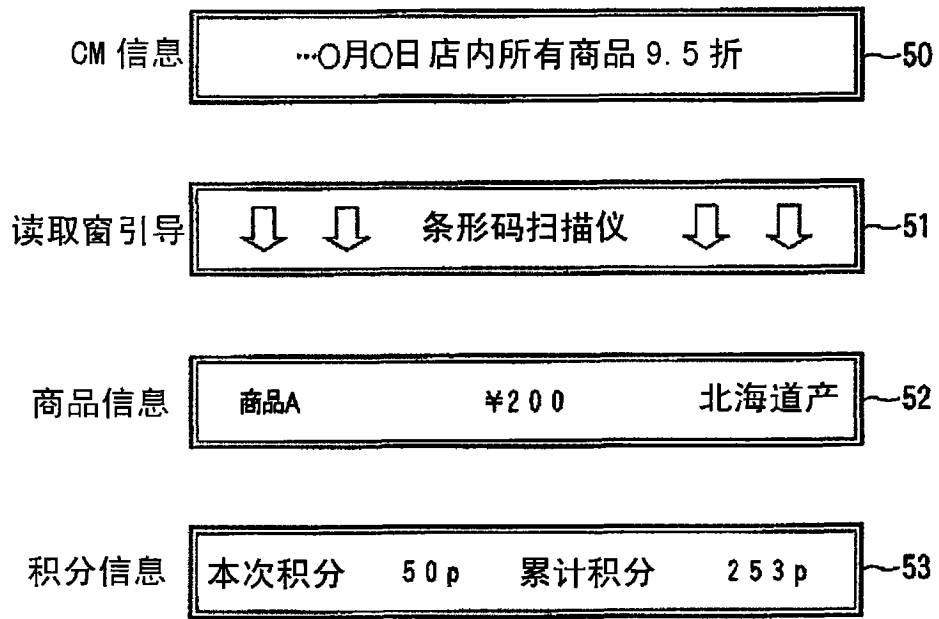 CM 信息 …○月○日店内所有商品9.5折 50
读取窗引导 条形码扫描仪 51
商品信息 商品A ¥200 北海道产 52
积分信息 本次积分 50p 累计积分 253p 53